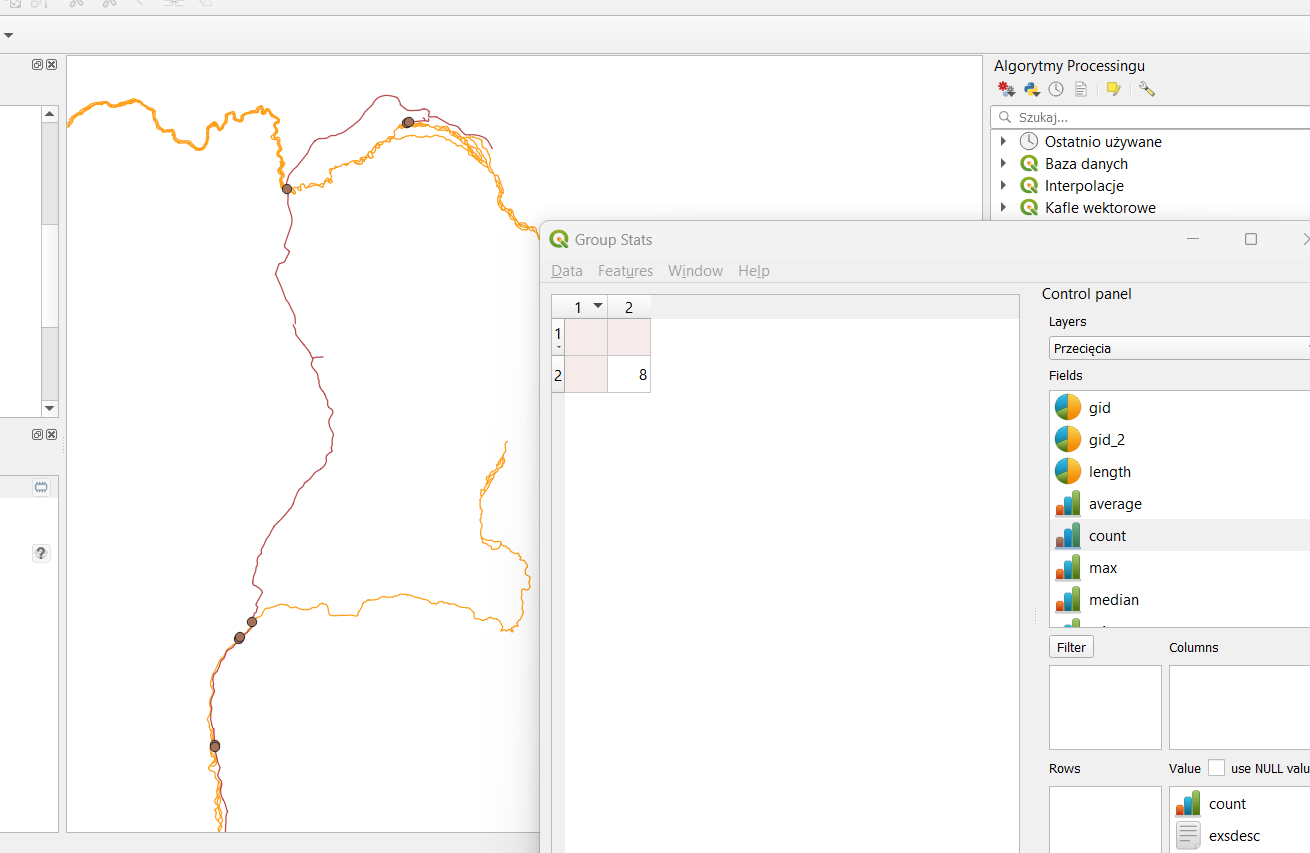 Algorytmy Processingu
Szukaj...
Ostatnio używane
Baza danych
Interpolacje
Kafle wektorowe
Group Stats
Data Features Window Help
1 2
1
2 8
Control panel
Layers
Przecięcia
Fields
gid
gid_2
length
average
count
max
median
Filter
Columns
Rows
Value use NULL valu
count
exsdesc